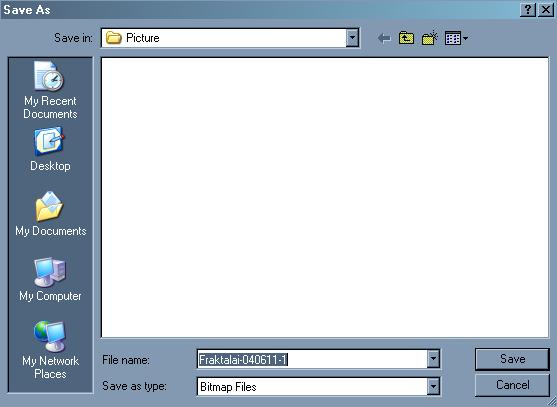 Save As
Save in:
Picture
My Recent
Documents
Desktop
My Documents
My Computer
My Network
Places
File name:
Fraktalai-040611-1
Save
Save as type:
Bitmap Files
Cancel